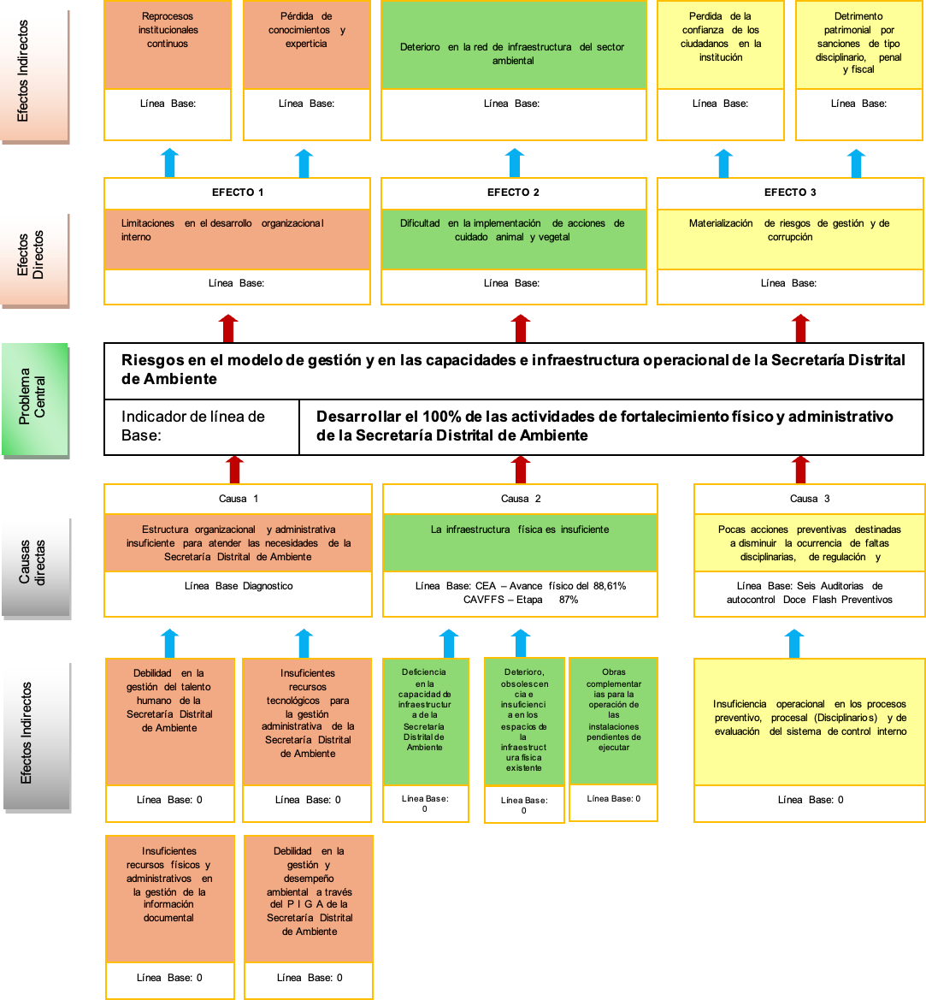 Efectos Indirectos
Reprocesos
institucionales
continuos
Línea Base:
Pérdida de
conocimientos y
experticia
Línea Base:
Deterioro en la red de infraestructura del sector
ambiental
Línea Base:
Perdida de la
confianza de los
ciudadanos en la
institución
Línea Base:
Detrimento
patrimonial por
sanciones de tipo
disciplinario, penal
y fiscal
Línea Base:
Efectos
Directos
EFECTO 1
Limitaciones en el desarrollo organizacional
interno
Línea Base:
EFECTO 2
Dificultad en la implementación de acciones de
cuidado animal y vegetal
Línea Base:
EFECTO 3
Materialización de riesgos de gestión y de
corrupción
Línea Base:
Problema
Central
Riesgos en el modelo de gestión y en las capacidades e infraestructura operacional de la Secretaría Distrital
de Ambiente
Indicador de línea de
Base:
Desarrollar el 100% de las actividades de fortalecimiento físico y administrativo
de la Secretaría Distrital de Ambiente
Causas
directas
Causa 1
Estructura organizacional y administrativa
insuficiente para atender las necesidades de la
Secretaría Distrital de Ambiente
Línea Base Diagnostico
Causa 2
La infraestructura física es insuficiente
Línea Base: CEA – Avance físico del 88,61%
CAVFFS – Etapa 87%
Causa 3
Pocas acciones preventivas destinadas
a disminuir la ocurrencia de faltas
disciplinarias, de regulación y
Línea Base: Seis Auditorias de
autocontrol Doce Flash Preventivos
Efectos Indirectos
Debilidad en la
gestión del talento
humano de la
Secretaría Distrital
de Ambiente
Línea Base: 0
Insuficientes
recursos
tecnológicos para
la gestión
administrativa de la
Secretaría Distrital
de Ambiente
Línea Base: 0
Deficiencia
en la
capacidad de
infraestructur
a de la
Secretaría
Distrital de
Ambiente
Línea Base:
0
Deterioro,
obsolescen
cia e
insuficienci
a en los
espacios de
la
infraestruct
ura física
existente
Línea Base:
0
Obras
complementar
ias para la
operación de
las
instalaciones
pendientes de
ejecutar
Línea Base: 0
Insuficiencia operacional en los procesos
preventivo, procesal (Disciplinarios) y de
evaluación del sistema de control interno
Línea Base: 0
Insuficientes
recursos físicos y
administrativos en
la gestión de la
información
documental
Línea Base: 0
Debilidad en la
gestión y
desempeño
ambiental a través
del P I G A de la
Secretaría Distrital
de Ambiente
Línea Base: 0